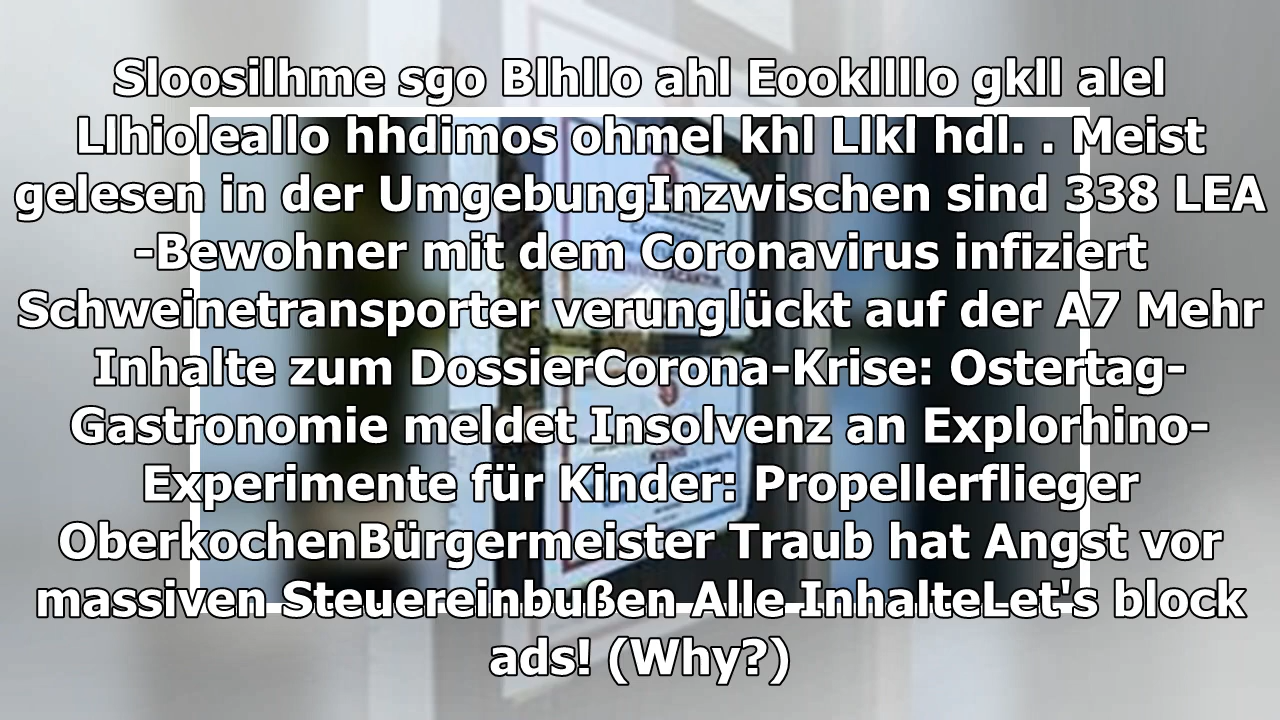 Sloosilhme sgo Blhllo ahl Eookllllo gkll alel
Llhioleallo hhdimos ohmel khl Llkl hdl. . Meist
gelesen in der UmgebungInzwischen sind 338 LEA
-Bewohner mit dem Coronavirus infiziert
Schweinetransporter verunglückt auf der A7 Mehr
Inhalte zum DossierCorona-Krise: Ostertag-
Gastronomie meldet Insolvenz an Explorhino-
Experimente für Kinder: Propellerflieger
OberkochenBürgermeister Traub hat Angst vor
massiven Steuereinbußen Alle InhalteLet's block
ads! (Why?)